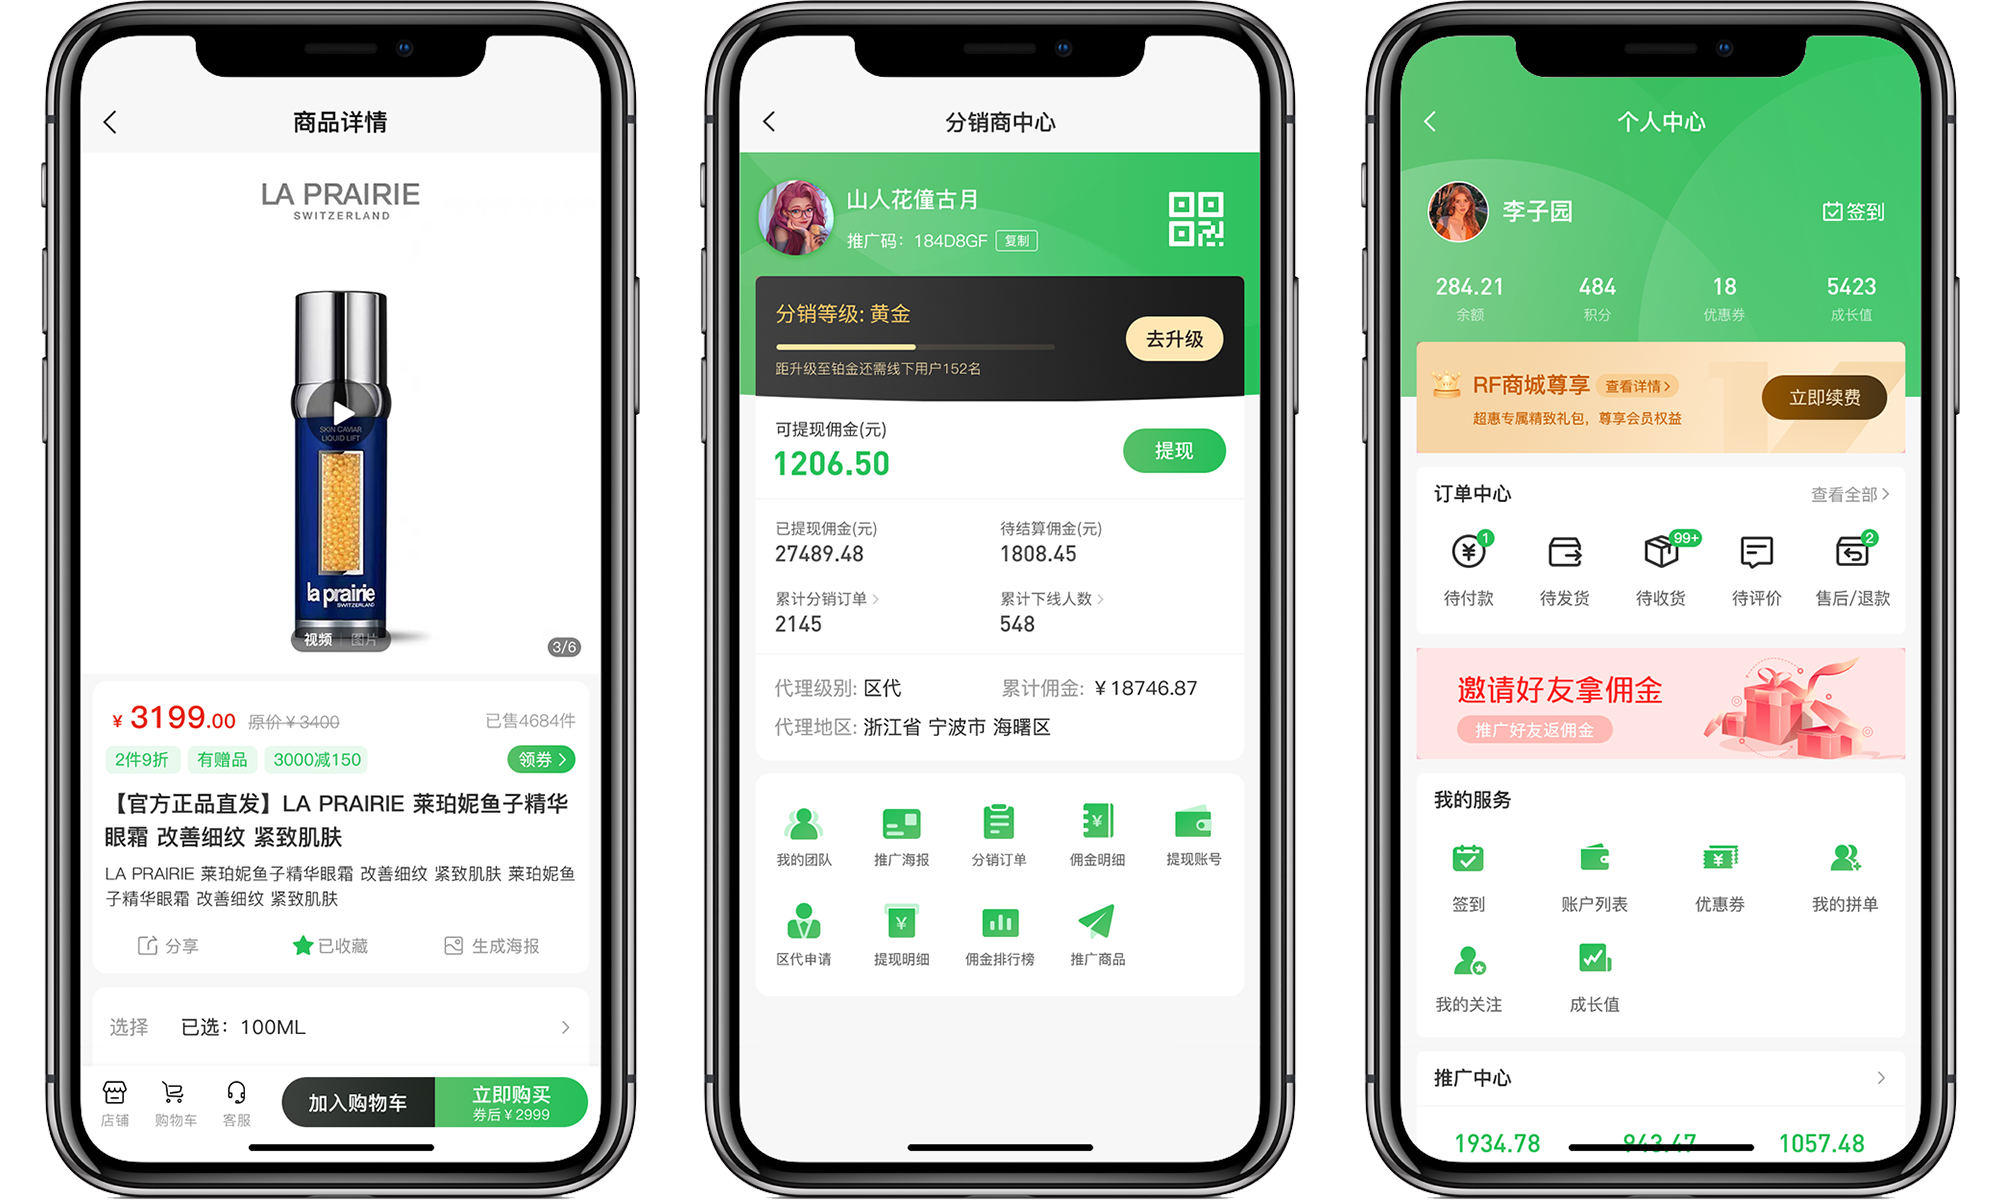 商品详情
LA PRAIRIE
SWITZERLAND
SKIN CAVIAR
LIQUID LIFT
la prairie
SWITZERLAND
视频 图片
3/6
¥ 3199.00 原价 ¥ 3400 已售4684件
2件9折 有赠品 3000减150 领券
【官方正品直发】LA PRAIRIE 莱珀妮鱼子精华
眼霜 改善细纹 紧致肌肤
LA PRAIRIE 莱珀妮鱼子精华眼霜 改善细纹 紧致肌肤 莱珀妮鱼
子精华眼霜 改善细纹 紧致肌肤
分享 已收藏 生成海报
选择 已选：100ML
店铺 购物车 客服
加入购物车
立即购买
券后 ¥ 2999
分销商中心
山人花僮古月
推广码：184D8GF 复制
分销等级: 黄金
去升级
距升级至铂金还需线下用户152名
可提现佣金(元)
1206.50
提现
已提现佣金(元) 待结算佣金(元)
27489.48 1808.45
累计分销订单 累计下线人数
2145 548
代理级别: 区代 累计佣金: ¥ 18746.87
代理地区: 浙江省 宁波市 海曙区
我的团队 推广海报 分销订单 佣金明细 提现账号
区代申请 提现明细 佣金排行榜 推广商品
个人中心
李子园
签到
284.21 484 18 5423
余额 积分 优惠券 成长值
RF商城尊享 查看详情
超惠专属精致礼包，尊享会员权益
立即续费
订单中心 查看全部
1 99+ 2
待付款 待发货 待收货 待评价 售后/退款
邀请好友拿佣金
推广好友返佣金
我的服务
签到 账户列表 优惠券 我的拼单
我的关注 成长值
推广中心
1934.78 943.47 1057.48